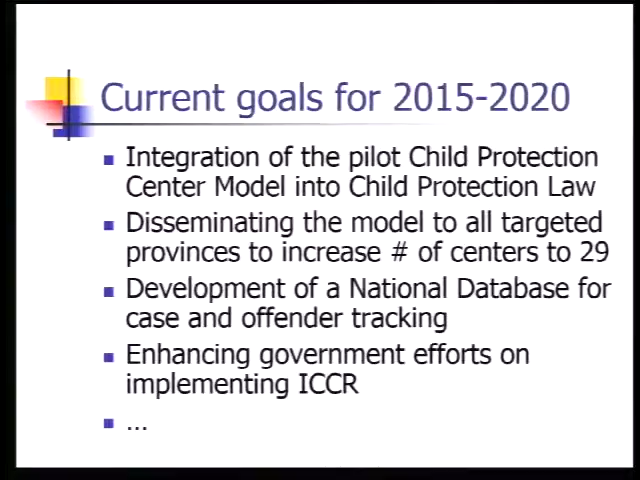 Current goals for 2015-2020
Integration of the pilot Child Protection
Center Model into Child Protection Law
Disseminating the model to all targeted
provinces to increase # of centers to 29
Development of a National Database for
case and offender tracking
Enhancing government efforts on
implementing ICCR
...